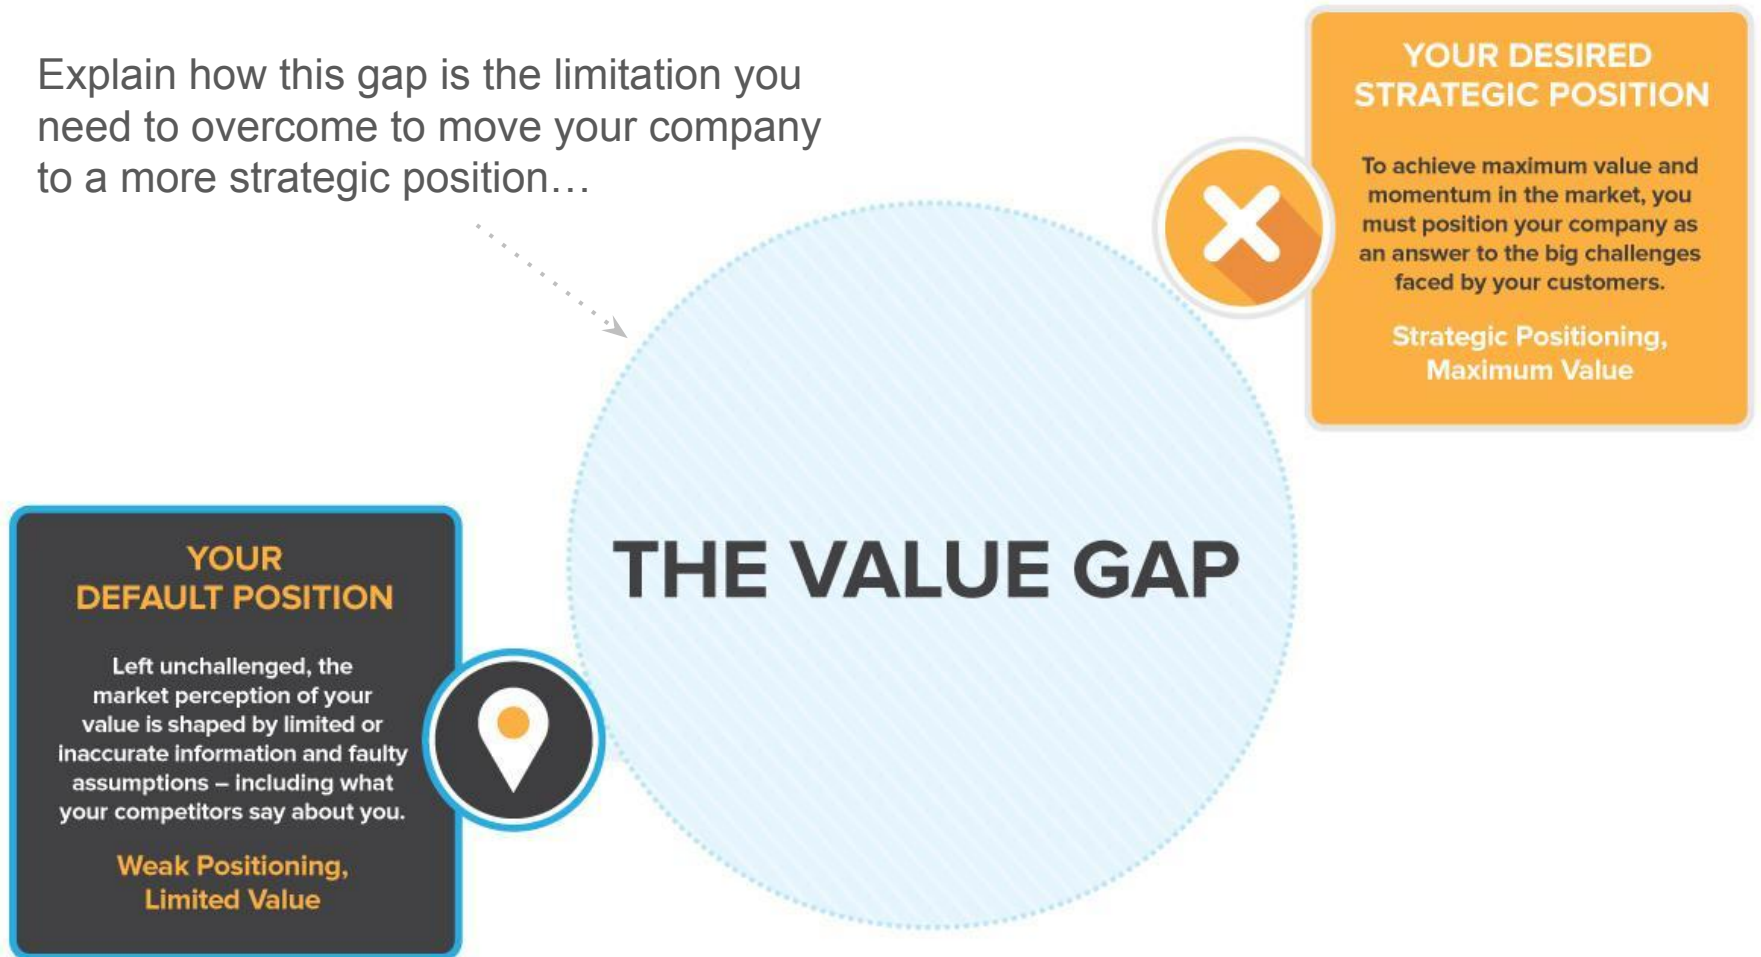 Explain how this gap is the limitation you
need to overcome to move your company
to a more strategic position…
YOUR DESIRED
STRATEGIC POSITION
To achieve maximum value and
momentum in the market, you
must position your company as
an answer to the big challenges
faced by your customers.
Strategic Positioning,
Maximum Value
THE VALUE GAP
YOUR
DEFAULT POSITION
Left unchallenged, the
market perception of your
value is shaped by limited or
inaccurate information and faulty
assumptions – including what
your competitors say about you.
Weak Positioning,
Limited Value